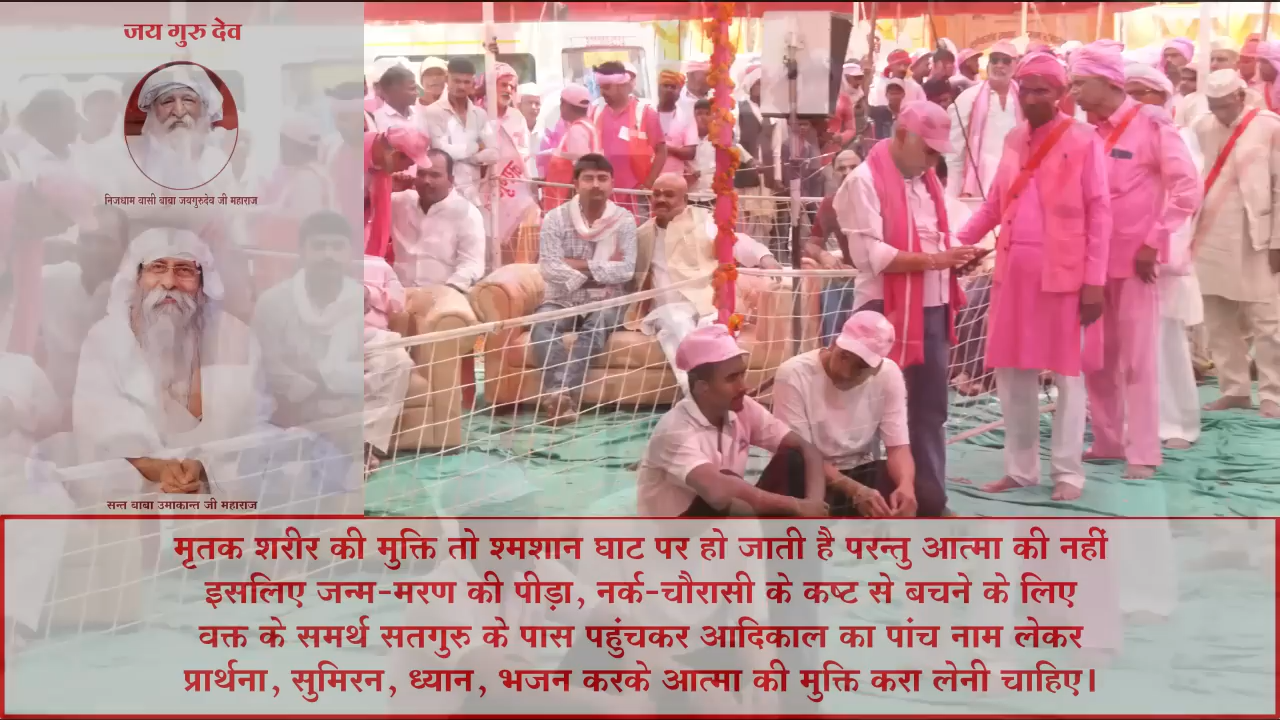 जय गुरु देव
निजधाम वासी बाबा जयगुरुदेव जी महाराज
सन्त बाबा उमाकान्त जी महाराज
मृतक शरीर की मुक्ति तो श्मशान घाट पर हो जाती है परन्तु आत्मा की नहीं
इसलिए जन्म-मरण की पीड़ा, नर्क-चौरासी के कष्ट से बचने के लिए
वक्त के समर्थ सतगुरु के पास पहुंचकर आदिकाल का पांच नाम लेकर
प्रार्थना, सुमिरन, ध्यान, भजन करके आत्मा की मुक्ति करा लेनी चाहिए।